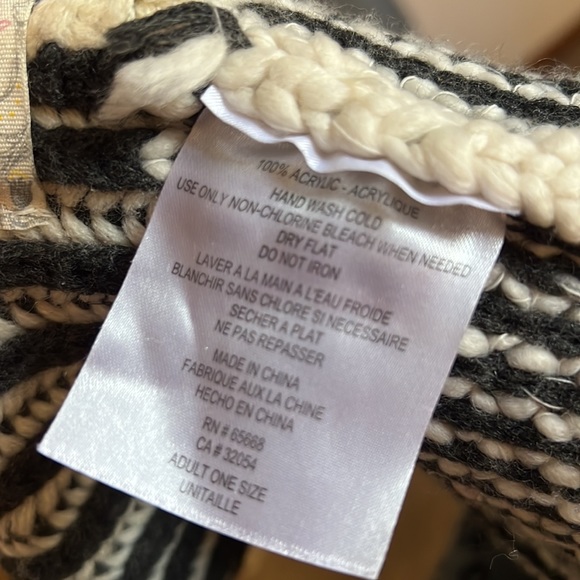 100% ACRYLIC - ACRYLIQUE
HAND WASH COLD
USE ONLY NON-CHLORINE BLEACH WHEN NEEDED
DRY FLAT
DO NOT IRON
LAVER A LA MAIN A L'EAU FROIDE
BLANCHIR SANS CHLORE SI NECESSAIRE
SECHER A PLAT
NE PAS REPASSER
MADE IN CHINA
FABRIQUE AUX LA CHINE
HECHO EN CHINA
RN # 65668
CA # 32054
ADULT ONE SIZE
UNITAILLE